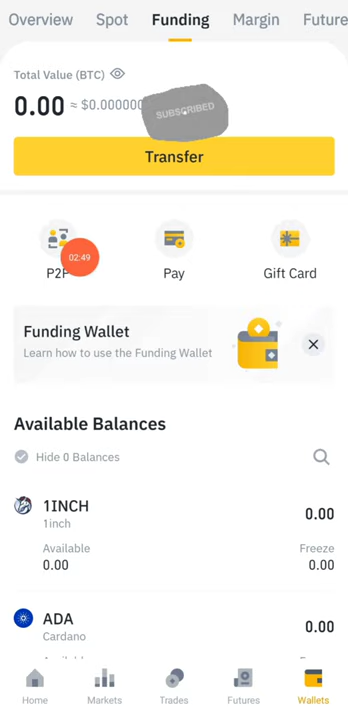 Overview Spot Funding Margin Future
Total Value (BTC)
0.00 ≈ $0.000000
SUBSCRIBED
Transfer
P2P Pay Gift Card
02:49
Funding Wallet
Learn how to use the Funding Wallet
Available Balances
Hide 0 Balances
1INCH 0.00
1inch
Available Freeze
0.00 0.00
ADA 0.00
Cardano
Home Markets Trades Futures Wallets